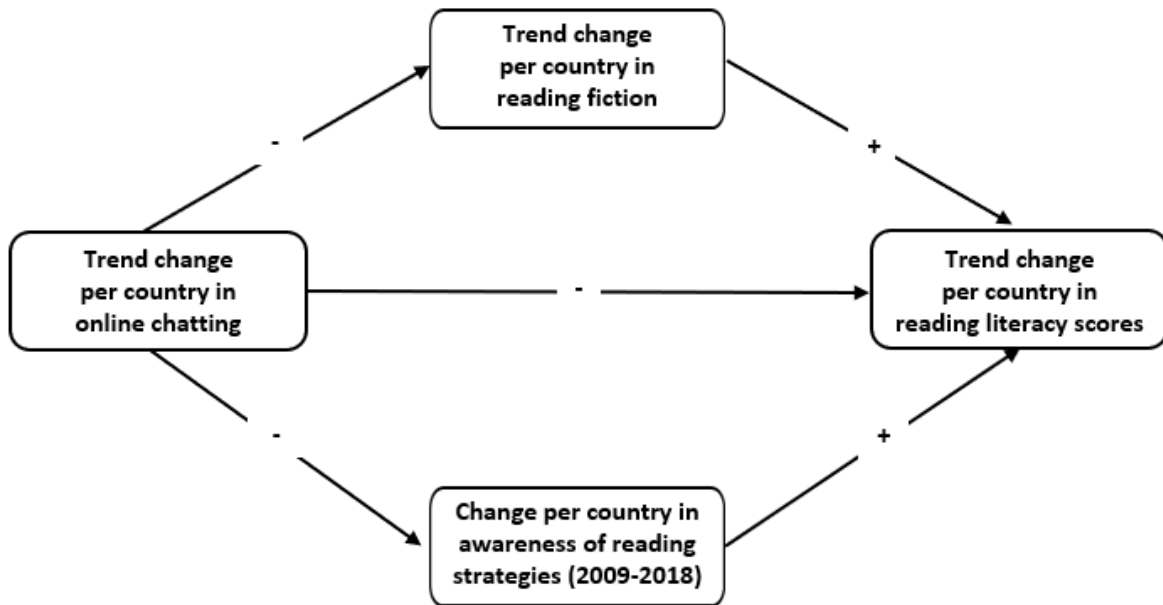 Trend change
per country in
reading fiction
-
+
Trend change
per country in
online chatting
-
Trend change
per country in
reading literacy scores
-
+
Change per country in
awareness of reading
strategies (2009-2018)